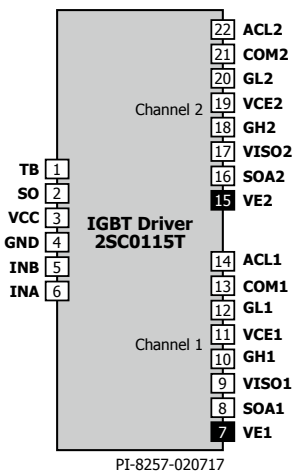 22 ACL2
21 COM2
20 GL2
Channel 2
19 VCE2
18 GH2
17 VISO2
16 SOA2
15 VE2
TB 1
SO 2
VCC 3
GND 4
INB 5
INA 6
IGBT Driver
2SC0115T
14 ACL1
13 COM1
12 GL1
Channel 1
11 VCE1
10 GH1
9 VISO1
8 SOA1
7 VE1
PI-8257-020717